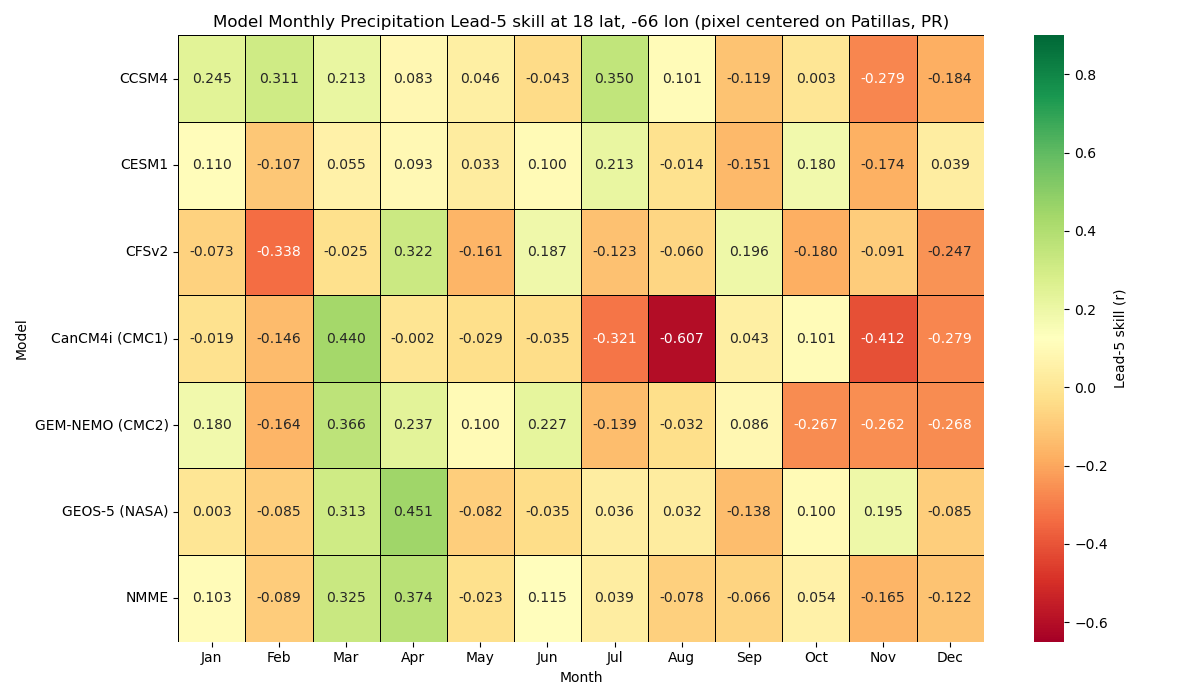 Model Monthly Precipitation Lead-5 skill at 18 lat, -66 lon (pixel centered on Patillas, PR)
CCSM4 0.245 0.311 0.213 0.083 0.046 -0.043 0.350 0.101 -0.119 0.003 -0.279 -0.184
CESM1 0.110 -0.107 0.055 0.093 0.033 0.100 0.213 -0.014 -0.151 0.180 -0.174 0.039
CFSv2 -0.073 -0.338 -0.025 0.322 -0.161 0.187 -0.123 -0.060 0.196 -0.180 -0.091 -0.247
CanCM4i (CMC1) -0.019 -0.146 0.440 -0.002 -0.029 -0.035 -0.321 -0.607 0.043 0.101 -0.412 -0.279
GEM-NEMO (CMC2) 0.180 -0.164 0.366 0.237 0.100 0.227 -0.139 -0.032 0.086 -0.267 -0.262 -0.268
GEOS-5 (NASA) 0.003 -0.085 0.313 0.451 -0.082 -0.035 0.036 0.032 -0.138 0.100 0.195 -0.085
NMME 0.103 -0.089 0.325 0.374 -0.023 0.115 0.039 -0.078 -0.066 0.054 -0.165 -0.122
Jan Feb Mar Apr May Jun Jul Aug Sep Oct Nov Dec
Month
Model
0.8
0.6
0.4
0.2
0.0
−0.2
−0.4
−0.6
Lead-5 skill (r)